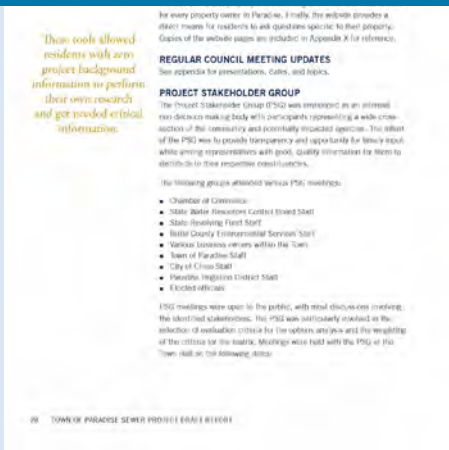 for every property owner in Paradise. Finally, the website provides a
direct means for residents to ask questions specific to their property.
Copies of the website pages are included in Appendix X for reference.
These tools allowed
residents with zero
project background
information to perform
their own research
and get needed critical
information.
REGULAR COUNCIL MEETING UPDATES
See appendix for presentations, dates, and topics.
PROJECT STAKEHOLDER GROUP
The Project Stakeholder Group (PSG) was envisioned as an informal
non decision making body with participants representing a wide cross-
section of the community and potentially impacted agencies. The intent
of the PSG was to provide transparency and opportunity for timely input
while arming representatives with good, quality information for them to
distribute to their respective constituencies.
The following groups attended various PSG meetings:
• Chamber of Commerce
• State Water Resources Control Board Staff
• State Revolving Fund Staff
• Butte County Environmental Services Staff
• Various business owners within the Town
• Town of Paradise Staff
• City of Chico Staff
• Paradise Irrigation District Staff
• Elected officials
PSG meetings were open to the public, with most discussions involving
the identified stakeholders. The PSG was particularly involved in the
selection of evaluation criteria for the options analysis and the weighting
of the criteria for the matrix. Meetings were held with the PSG at the
Town Hall on the following dates:
TOWN OF PARADISE SEWER PROJECT DRAFT REPORT